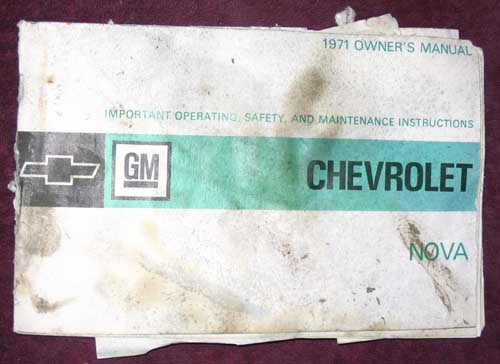 1971 OWNER'S MANUAL
IMPORTANT OPERATING, SAFETY, AND MAINTENANCE INSTRUCTIONS
GM
CHEVROLET
NOVA